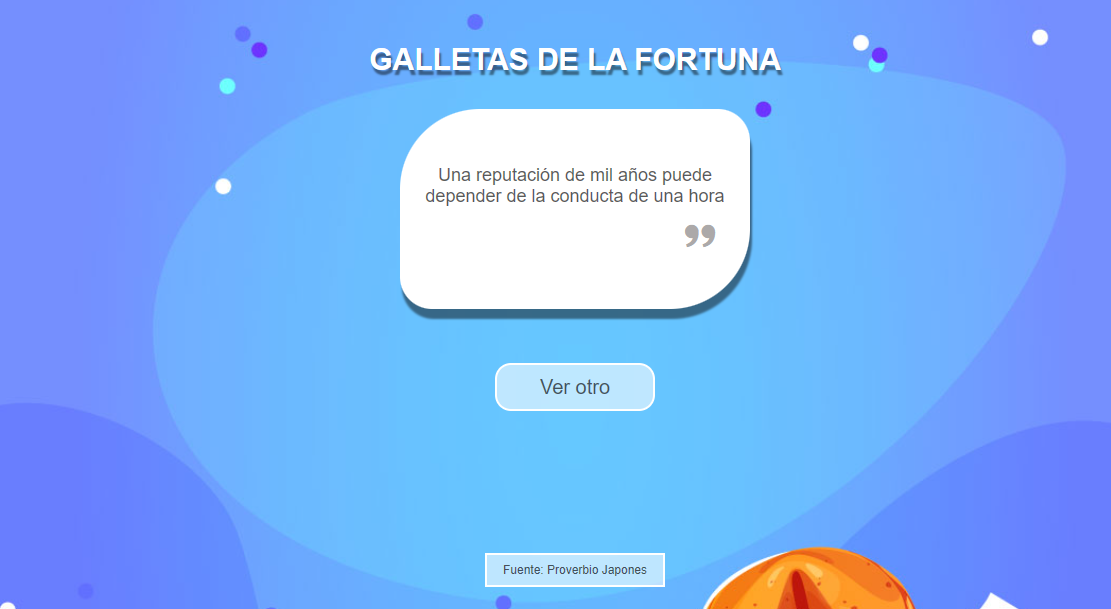 GALLETAS DE LA FORTUNA
Una reputación de mil años puede
depender de la conducta de una hora
”
Ver otro
Fuente: Proverbio Japones